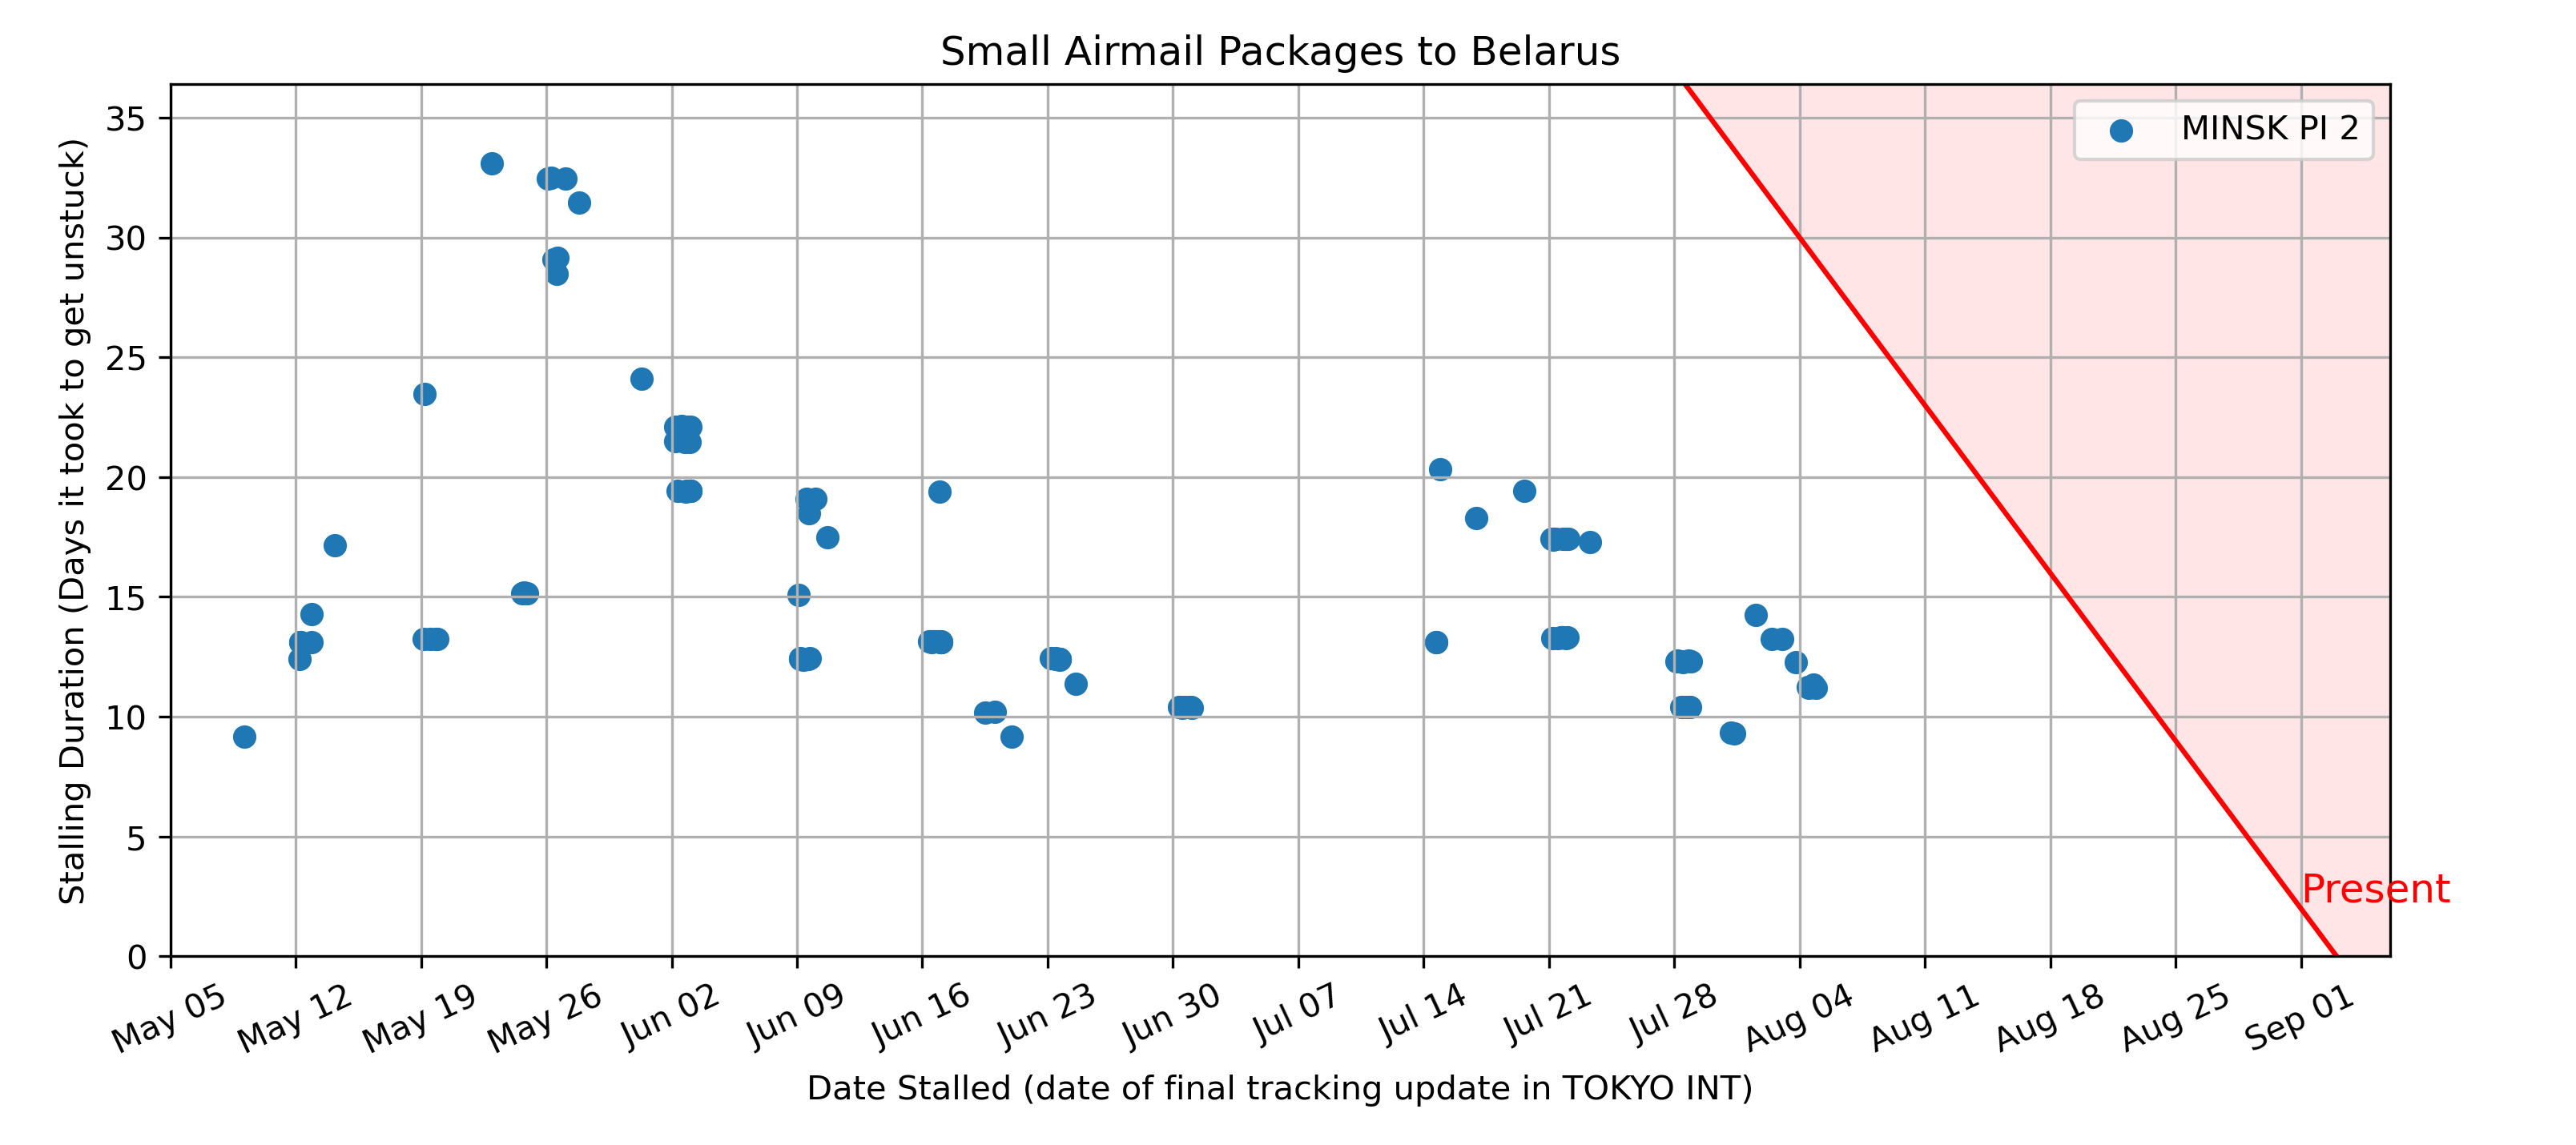 Small Airmail Packages to Belarus
MINSK PI 2
Stalling Duration (Days it took to get unstuck)
35
30
25
20
15
10
5
0
Present
May 05
May 12
May 19
May 26
Jun 02
Jun 09
Jun 16
Jun 23
Jun 30
Jul 07
Jul 14
Jul 21
Jul 28
Aug 04
Aug 11
Aug 18
Aug 25
Sep 01
Date Stalled (date of final tracking update in TOKYO INT)